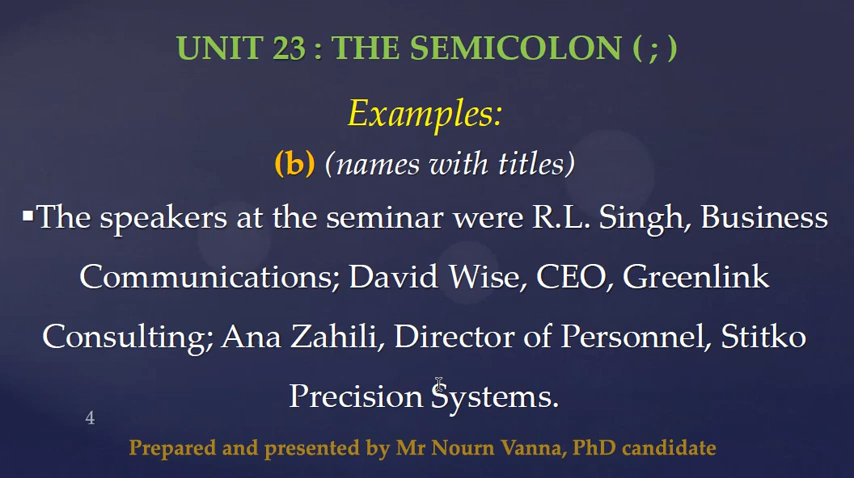 UNIT 23 : THE SEMICOLON ( ; )
Examples:
(b) (names with titles)
▪The speakers at the seminar were R.L. Singh, Business
Communications; David Wise, CEO, Greenlink
Consulting; Ana Zahili, Director of Personnel, Stitko
Precision Systems.
4
Prepared and presented by Mr Nourn Vanna, PhD candidate